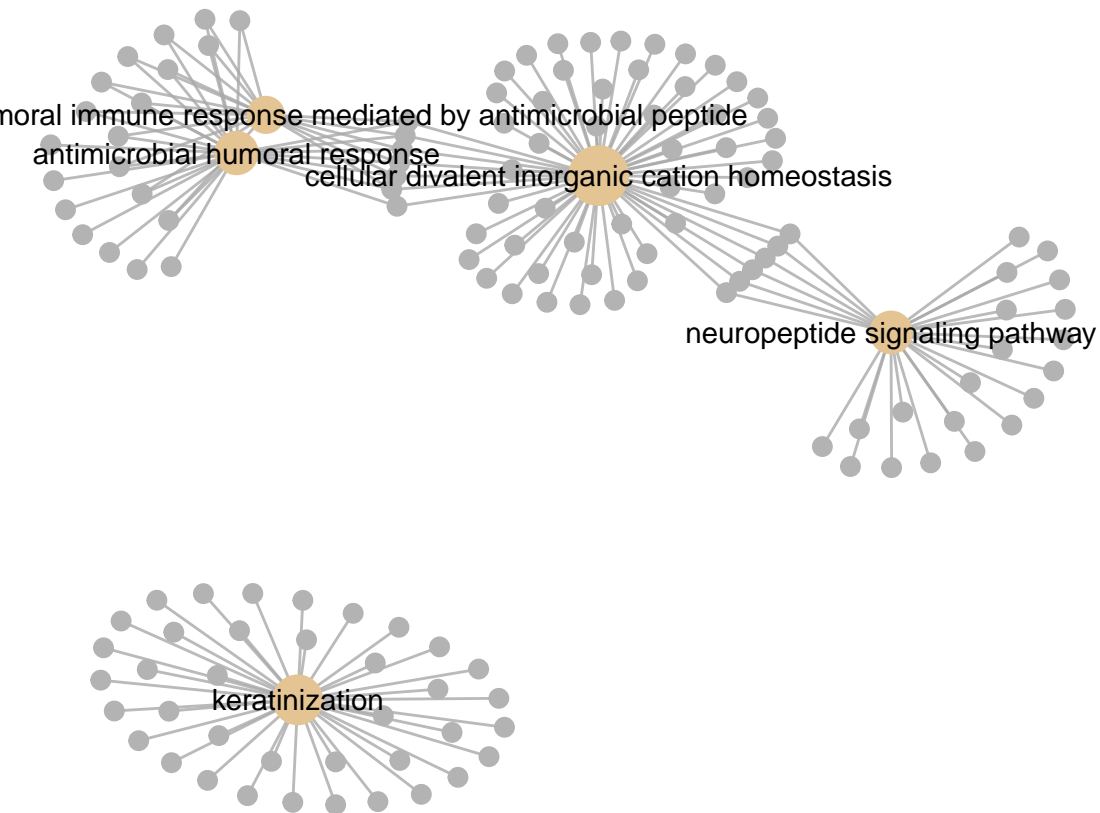 moral immune response mediated by antimicrobial peptide
antimicrobial humoral response
cellular divalent inorganic cation homeostasis
neuropeptide signaling pathway
keratinization